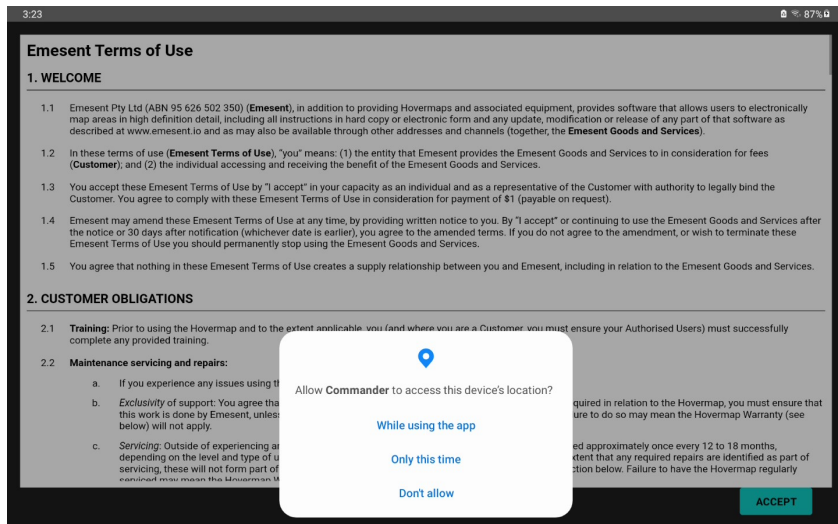 3:23
87%
Emesent Terms of Use
1. WELCOME
1.1 Emesent Pty Ltd (ABN 95 626 502 350) (Emesent), in addition to providing Hovermaps and associated equipment, provides software that allows users to electronically
map areas in high definition detail, including all instructions in hard copy or electronic form and any update, modification or release of any part of that software as
described at www.emesent.io and as may also be available through other addresses and channels (together, the Emesent Goods and Services).
1.2 In these terms of use (Emesent Terms of Use), "you" means: (1) the entity that Emesent provides the Emesent Goods and Services to in consideration for fees
(Customer); and (2) the individual accessing and receiving the benefit of the Emesent Goods and Services.
1.3 You accept these Emesent Terms of Use by "I accept" in your capacity as an individual and as a representative of the Customer with authority to legally bind the
Customer. You agree to comply with these Emesent Terms of Use in consideration for payment of $1 (payable on request).
1.4 Emesent may amend these Emesent Terms of Use at any time, by providing written notice to you. By "I accept" or continuing to use the Emesent Goods and Services after
the notice or 30 days after notification (whichever date is earlier), you agree to the amended terms. If you do not agree to the amendment, or wish to terminate these
Emesent Terms of Use you should permanently stop using the Emesent Goods and Services.
1.5 You agree that nothing in these Emesent Terms of Use creates a supply relationship between you and Emesent, including in relation to the Emesent Goods and Services.
2. CUSTOMER OBLIGATIONS
2.1 Training: Prior to using the Hovermap and to the extent applicable, you (and where you are a Customer, you must ensure your Authorised Users) must successfully
complete any provided training.
2.2 Maintenance servicing and repairs:
a. If you experience any issues using
b. Exclusivity of support: You agree tha quired in relation to the Hovermap, you must ensure that
this work is done by Emesent, unless ure to do so may mean the Hovermap Warranty (see
below) will not apply.
c. Servicing: Outside of experiencing ed approximately once every 12 to 18 months,
depending on the level and type of xtent that any required repairs are identified as part of
servicing, these will not form part of ction below. Failure to have the Hovermap regularly
serviced may mean the Hovermap
Allow Commander to access this device's location?
While using the app
Only this time
Don't allow
ACCEPT